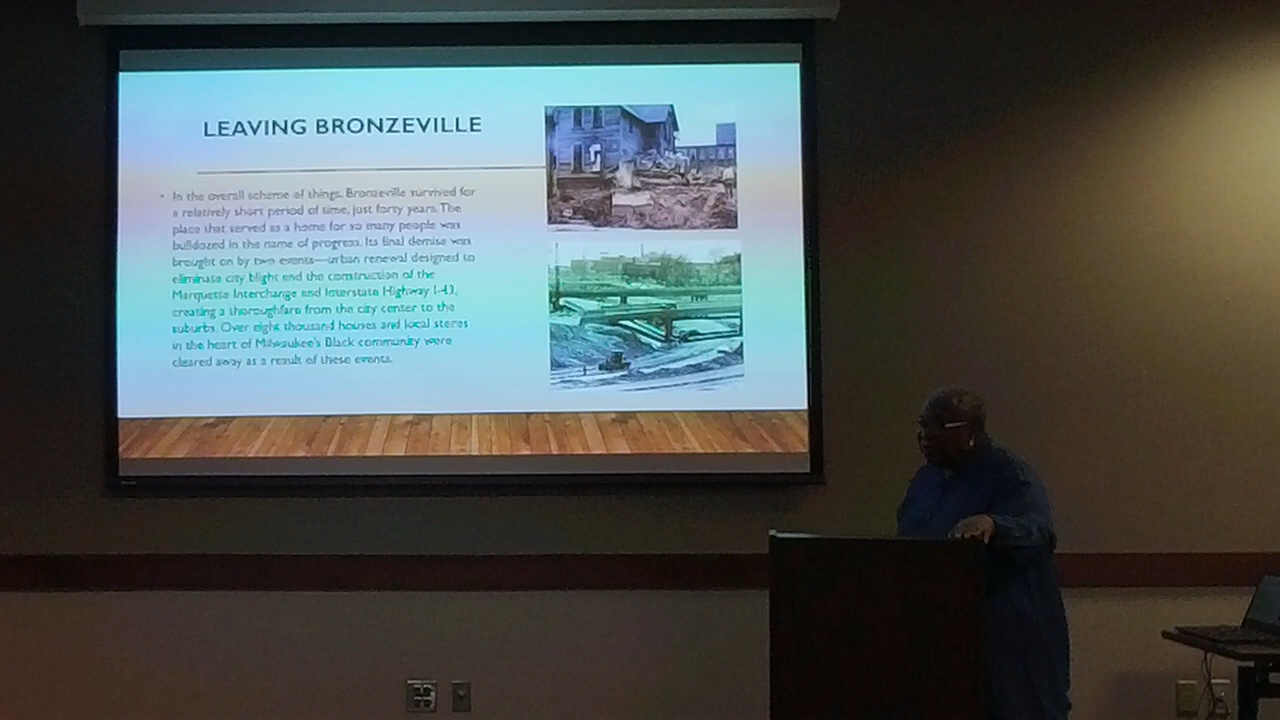 LEAVING BRONZEVILLE
• In the overall scheme of things, Bronzeville survived for
a relatively short period of time, just forty years. The
place that served as a home for so many people was
bulldozed in the name of progress. Its final demise was
brought on by two events—urban renewal designed to
eliminate city blight and the construction of the
Marquette Interchange and Interstate Highway I-43,
creating a thoroughfare from the city center to the
suburbs. Over eight thousand houses and local stores
in the heart of Milwaukee's Black community were
cleared away as a result of these events.